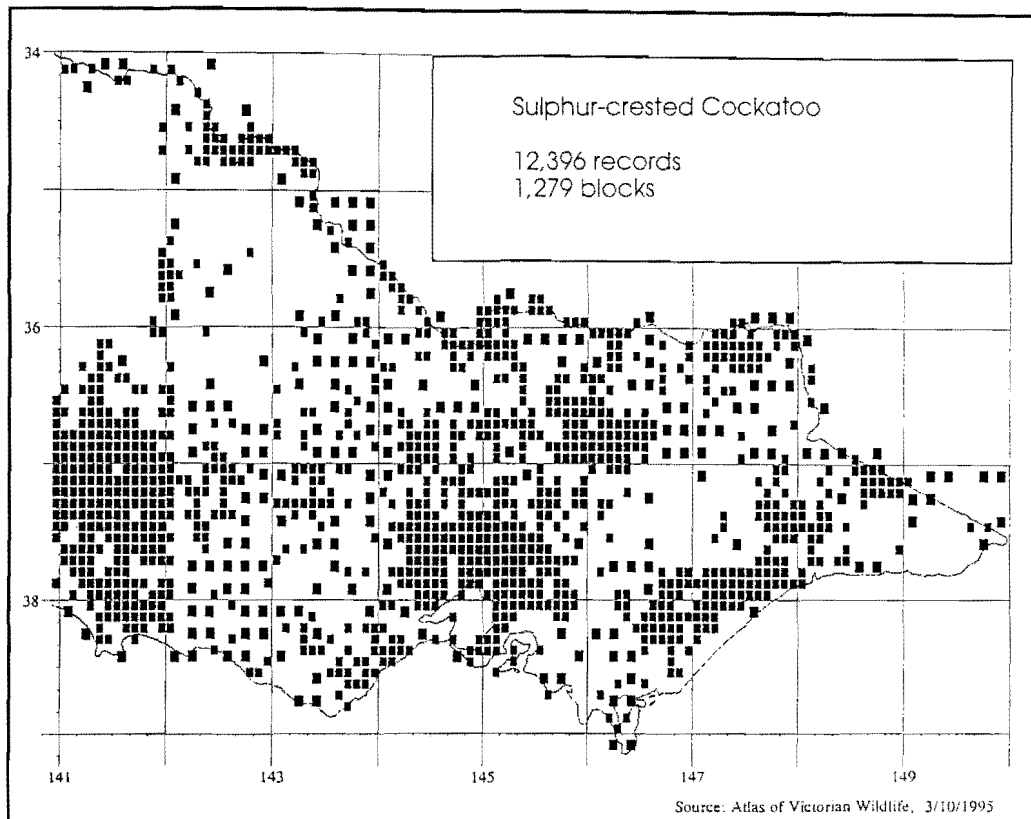 34
Sulphur-crested Cockatoo
12,396 records
1,279 blocks
36
38
141 143 145 147 149
Source: Atlas of Victorian Wildlife, 3/10/1995